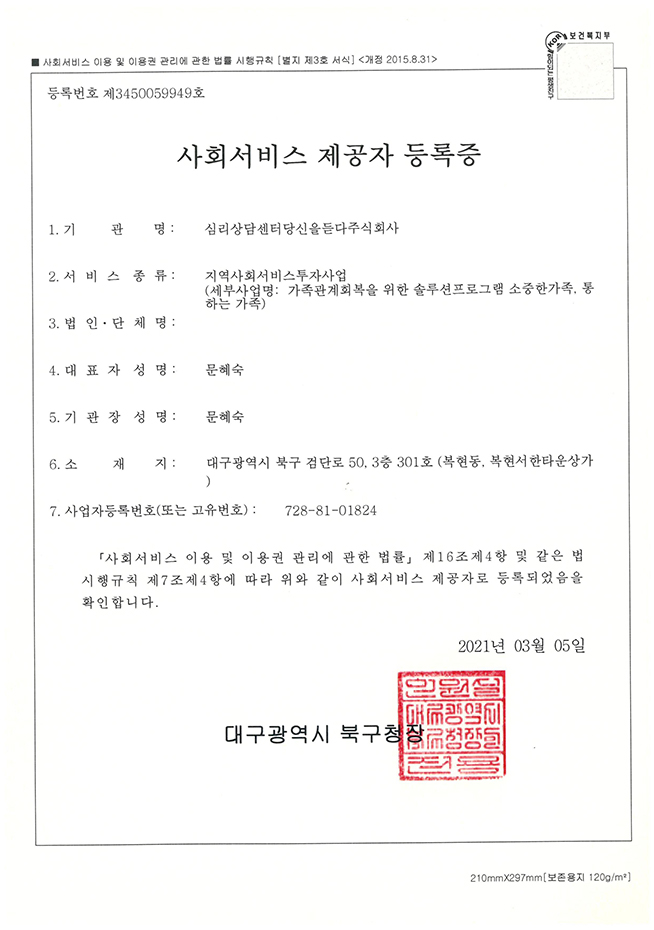 보건복지부
■ 사회서비스 이용 및 이용권 관리에 관한 법률 시행규칙 [별지 제3호 서식] <개정 2015.8.31>
등록번호 제3450059949호
사회서비스 제공자 등록증
1. 기 관 명 : 심리상담센터당신을듣다주식회사
2. 서 비 스 종 류 : 지역사회서비스투자사업
(세부사업명: 가족관계회복을 위한 솔루션프로그램 소중한가족, 통
하는 가족)
3. 법 인 · 단 체 명 :
4. 대 표 자 성 명 : 문혜숙
5. 기 관 장 성 명 : 문혜숙
6. 소 재 지 : 대구광역시 북구 검단로 50, 3층 301호 (복현동, 복현서한타운상가
)
7. 사업자등록번호(또는 고유번호) : 728-81-01824
「사회서비스 이용 및 이용권 관리에 관한 법률」 제16조제4항 및 같은 법
시행규칙 제7조제4항에 따라 위와 같이 사회서비스 제공자로 등록되었음을
확인합니다.
2021년 03월 05일
대구광역시 북구청장
민원실
대구광역시
북구청장인
전용
210mmX297mm[보존용지 120g/m²]